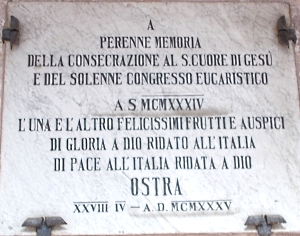 A
PERENNE MEMORIA
DELLA CONSECRAZIONE AL S. CUORE DI GESÙ
E DEL SOLENNE CONGRESSO EUCARISTICO
A S MCMXXXIV
L'UNA E L'ALTRO FELICISSIMI FRUTTI E AUSPICI
DI GLORIA A DIO RIDATO ALL'ITALIA
DI PACE ALL'ITALIA RIDATA A DIO
OSTRA
XXVIII IV - A. D. MCMXXXV